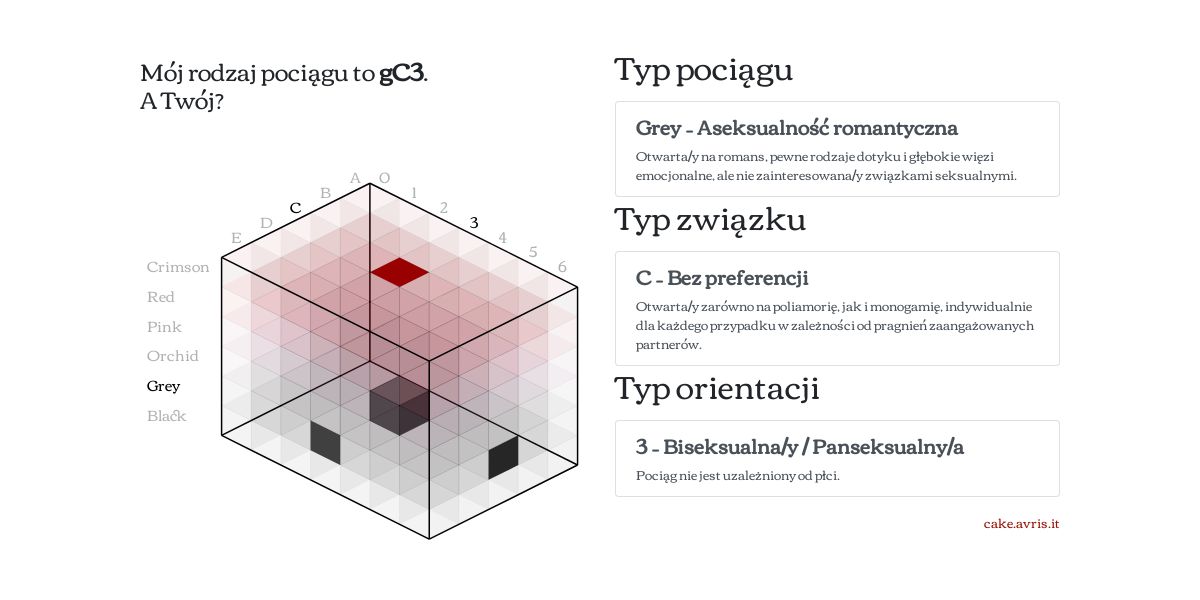 Mój rodzaj pociągu to gC3.
A Twój?
A O
B 1
C 2
D 3
E 4
5
6
Crimson
Red
Pink
Orchid
Grey
Black
Typ pociągu
Grey - Aseksualność romantyczna
Otwarta/y na romans, pewne rodzaje dotyku i głębokie więzi
emocjonalne, ale nie zainteresowana/y związkami seksualnymi.
Typ związku
C - Bez preferencji
Otwarta/y zarówno na poliamorię, jak i monogamię, indywidualnie
dla każdego przypadku w zależności od pragnień zaangażowanych
partnerów.
Typ orientacji
3 - Biseksualna/y / Panseksualny/a
Pociąg nie jest uzależniony od płci.
cake.avris.it